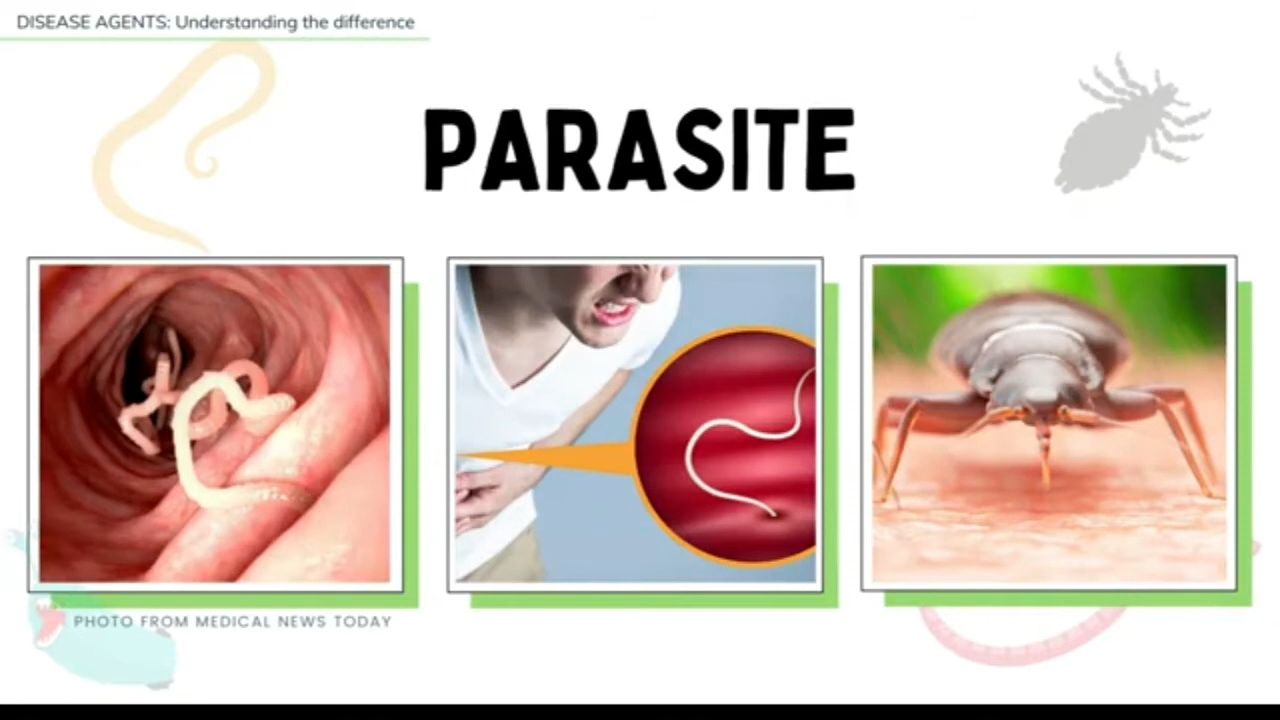 DISEASE AGENTS: Understanding the difference
PARASITE
PHOTO FROM MEDICAL NEWS TODAY